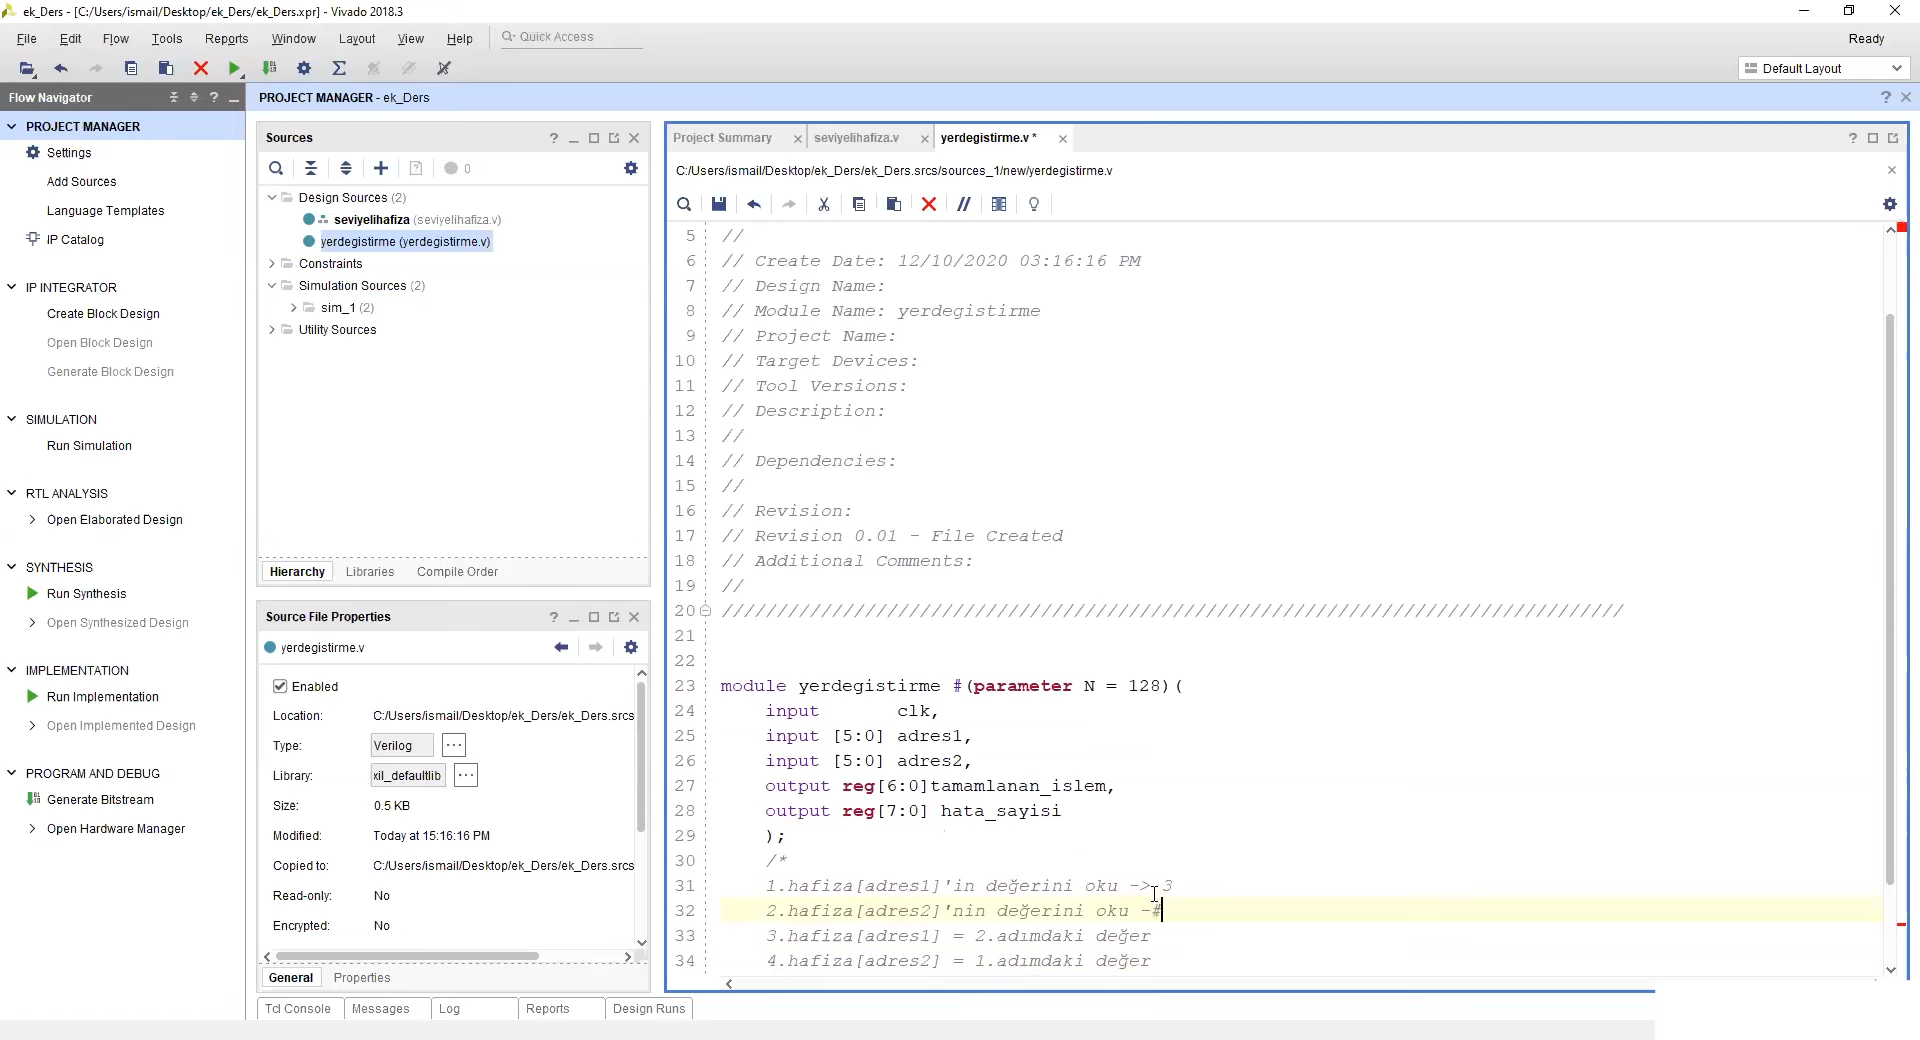 ek_Ders - [C:/Users/ismail/Desktop/ek_Ders/ek_Ders.xpr] - Vivado 2018.3
File Edit Flow Tools Reports Window Layout View Help Quick Access Ready
Default Layout
Flow Navigator
PROJECT MANAGER - ek_Ders
PROJECT MANAGER
Settings
Add Sources
Language Templates
IP Catalog
IP INTEGRATOR
Create Block Design
Open Block Design
Generate Block Design
SIMULATION
Run Simulation
RTL ANALYSIS
Open Elaborated Design
SYNTHESIS
Run Synthesis
Open Synthesized Design
IMPLEMENTATION
Run Implementation
Open Implemented Design
PROGRAM AND DEBUG
Generate Bitstream
Open Hardware Manager
Sources
0
Design Sources (2)
seviyelihafiza (seviyelihafiza.v)
yerdegistirme (yerdegistirme.v)
Constraints
Simulation Sources (2)
sim_1 (2)
Utility Sources
Hierarchy Libraries Compile Order
Source File Properties
yerdegistirme.v
Enabled
Location: C:/Users/ismail/Desktop/ek_Ders/ek_Ders.srcs
Type: Verilog
Library: xil_defaultlib
Size: 0.5 KB
Modified: Today at 15:16:16 PM
Copied to: C:/Users/ismail/Desktop/ek_Ders/ek_Ders.srcs
Read-only: No
Encrypted: No
General Properties
Tcl Console Messages Log Reports Design Runs
Project Summary seviyelihafiza.v yerdegistirme.v *
C:/Users/ismail/Desktop/ek_Ders/ek_Ders.srcs/sources_1/new/yerdegistirme.v
5 //
6 // Create Date: 12/10/2020 03:16:16 PM
7 // Design Name:
8 // Module Name: yerdegistirme
9 // Project Name:
10 // Target Devices:
11 // Tool Versions:
12 // Description:
13 //
14 // Dependencies:
15 //
16 // Revision:
17 // Revision 0.01 - File Created
18 // Additional Comments:
19 //
20 //////////////////////////////////////////////////////////////////////////////////
21
22
23 module yerdegistirme #(parameter N = 128)(
24 input clk,
25 input [5:0] adres1,
26 input [5:0] adres2,
27 output reg[6:0]tamamlanan_islem,
28 output reg[7:0] hata_sayisi
29 );
30 /*
31 1.hafiza[adres1]'in değerini oku -> 3
32 2.hafiza[adres2]'nin değerini oku -#
33 3.hafiza[adres1] = 2.adımdaki değer
34 4.hafiza[adres2] = 1.adımdaki değer